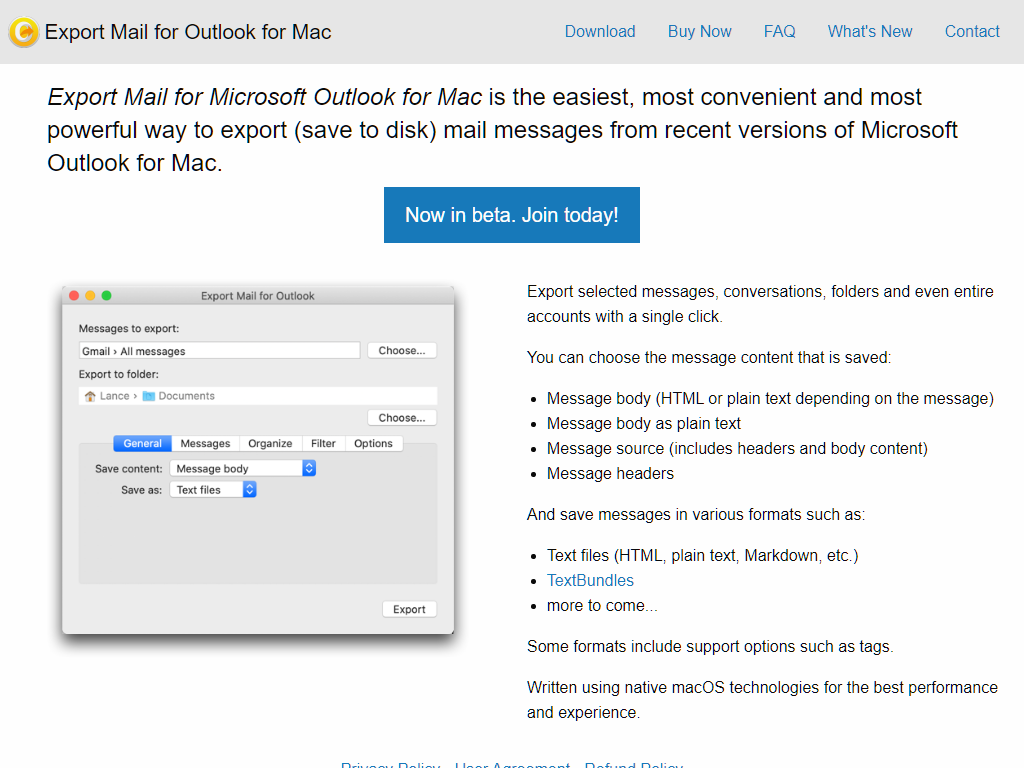 Export Mail for Outlook for Mac
Download
Buy Now
FAQ
What's New
Contact
Export Mail for Microsoft Outlook for Mac is the easiest, most convenient and most
powerful way to export (save to disk) mail messages from recent versions of Microsoft
Outlook for Mac.
Now in beta. Join today!
Export Mail for Outlook
Messages to export:
Gmail › All messages
Choose...
Export to folder:
Lance › Documents
Choose...
General Messages Organize Filter Options
Save content: Message body
Save as: Text files
Export
Export selected messages, conversations, folders and even entire
accounts with a single click.
You can choose the message content that is saved:
• Message body (HTML or plain text depending on the message)
• Message body as plain text
• Message source (includes headers and body content)
• Message headers
And save messages in various formats such as:
• Text files (HTML, plain text, Markdown, etc.)
• TextBundles
• more to come...
Some formats include support options such as tags.
Written using native macOS technologies for the best performance
and experience.
Privacy Policy - User Agreement - Refund Policy